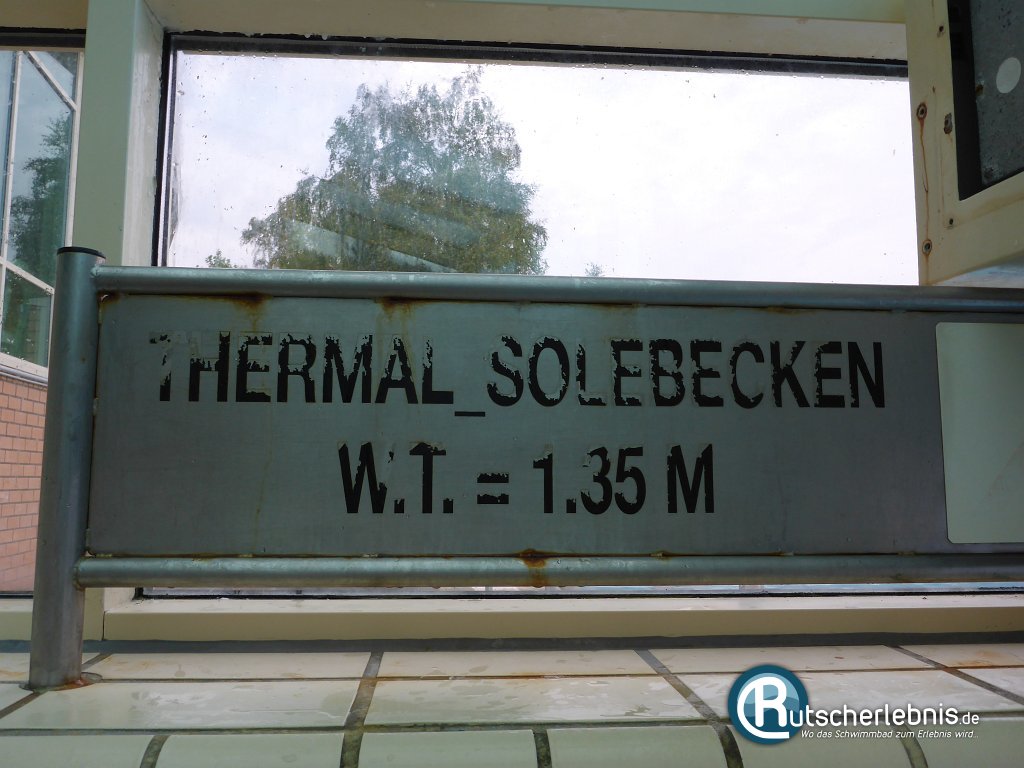 THERMAL_SOLEBECKEN
W.T. = 1.35 M
Rutscherlebnis.de
Wo das Schwimmbad zum Erlebnis wird..